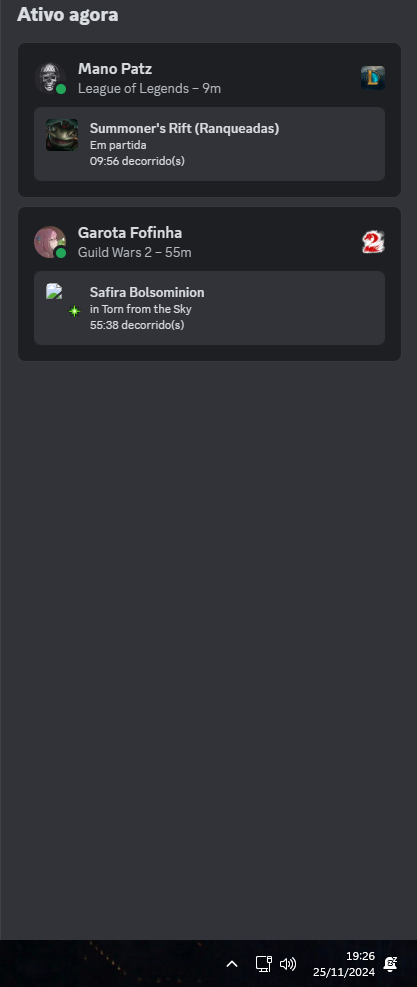 Ativo agora
Mano Patz
League of Legends – 9m
Summoner's Rift (Ranqueadas)
Em partida
09:56 decorrido(s)
Garota Fofinha
Guild Wars 2 – 55m
Safira Bolsominion
in Torn from the Sky
55:38 decorrido(s)
19:26
25/11/2024